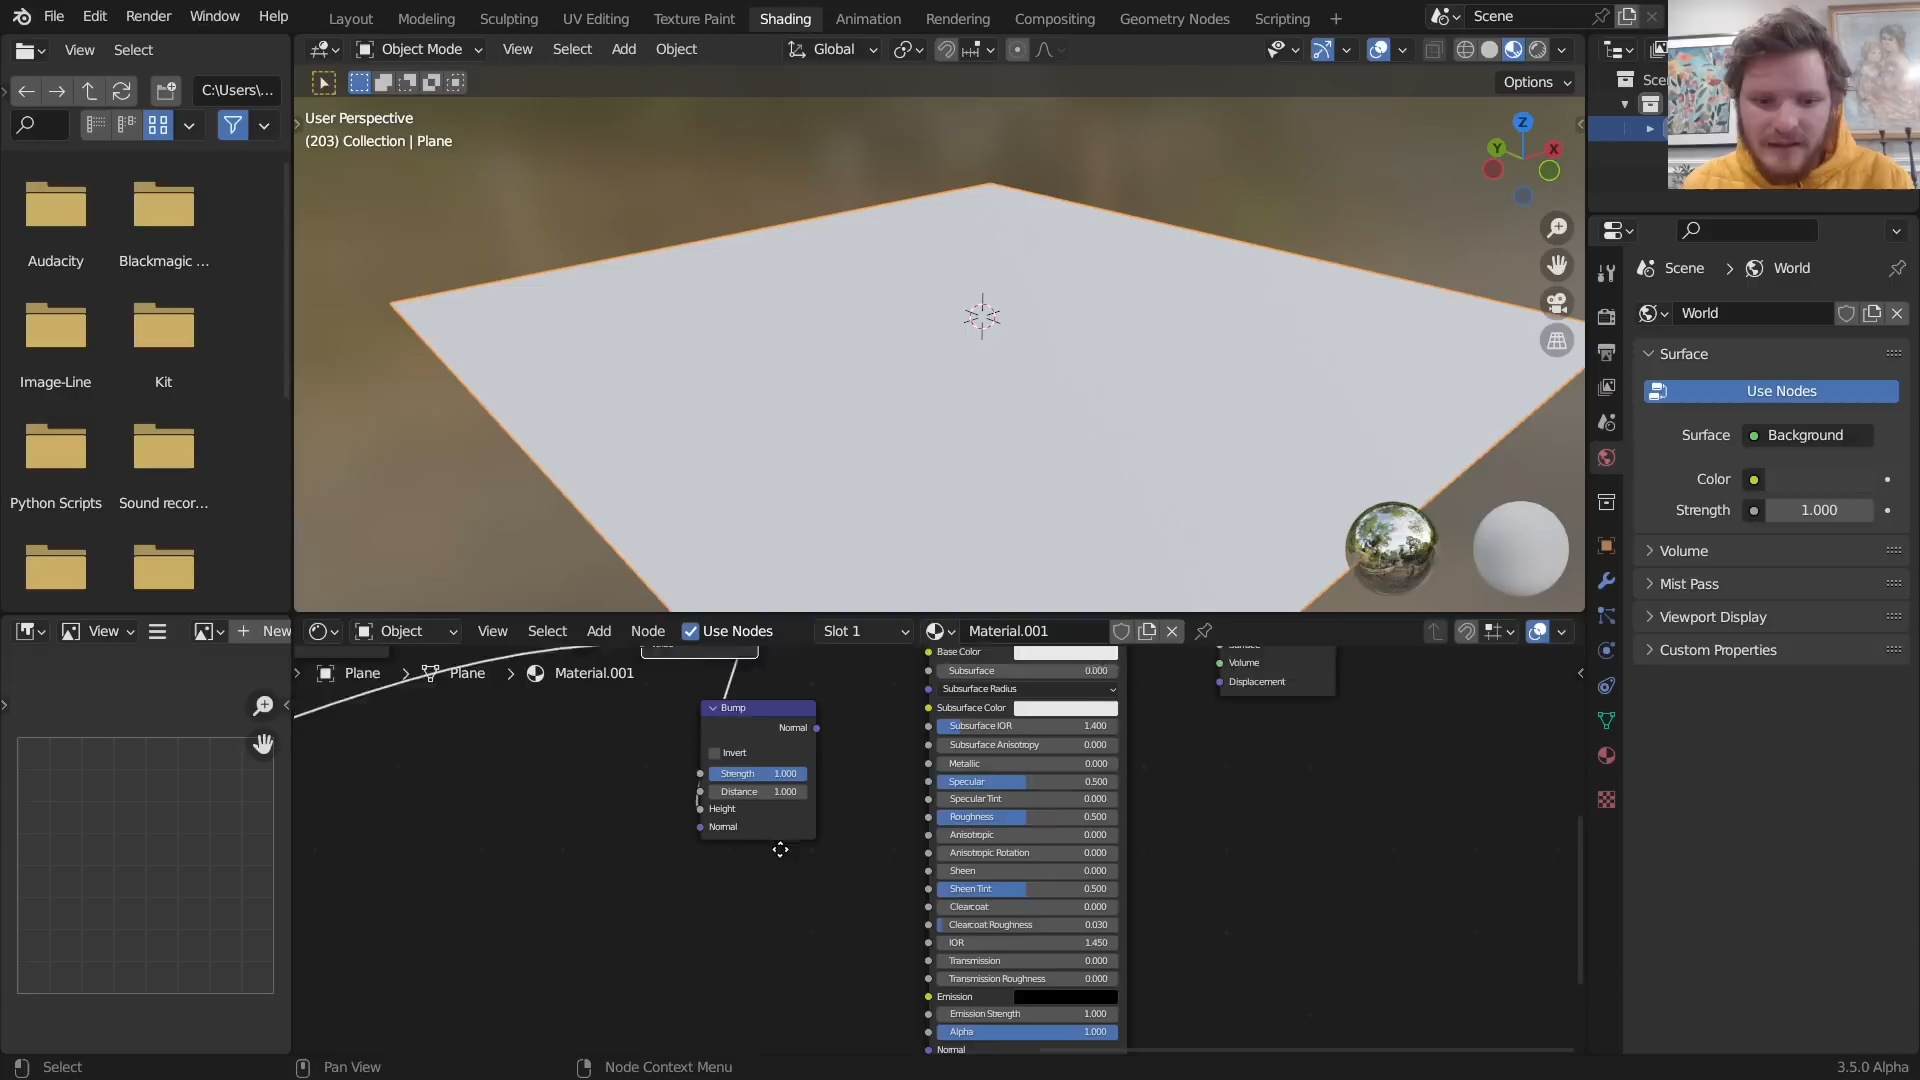 File Edit Render Window Help
Layout Modeling Sculpting UV Editing Texture Paint Shading Animation Rendering Compositing Geometry Nodes Scripting
Scene
View Select
Object Mode View Select Add Object
Global
C:\Users\...
Options
Sce
User Perspective
(203) Collection | Plane
Z
Y
X
Audacity
Blackmagic ...
Image-Line
Kit
Python Scripts
Sound recor...
Scene > World
World
Surface
Use Nodes
Surface
Background
Color
Strength
1.000
Volume
Mist Pass
Viewport Display
Custom Properties
View
New
Object View Select Add Node Use Nodes Slot 1 Material.001
Plane > Plane > Material.001
Bump
Normal
Invert
Strength 1.000
Distance 1.000
Height
Normal
Base Color
Subsurface 0.000
Subsurface Radius
Subsurface Color
Subsurface IOR 1.400
Subsurface Anisotropy 0.000
Metallic 0.000
Specular 0.500
Specular Tint 0.000
Roughness 0.500
Anisotropic 0.000
Anisotropic Rotation 0.000
Sheen 0.000
Sheen Tint 0.500
Clearcoat 0.000
Clearcoat Roughness 0.030
IOR 1.450
Transmission 0.000
Transmission Roughness 0.000
Emission
Emission Strength 1.000
Alpha 1.000
Normal
Volume
Displacement
Select
Pan View
Node Context Menu
3.5.0 Alpha